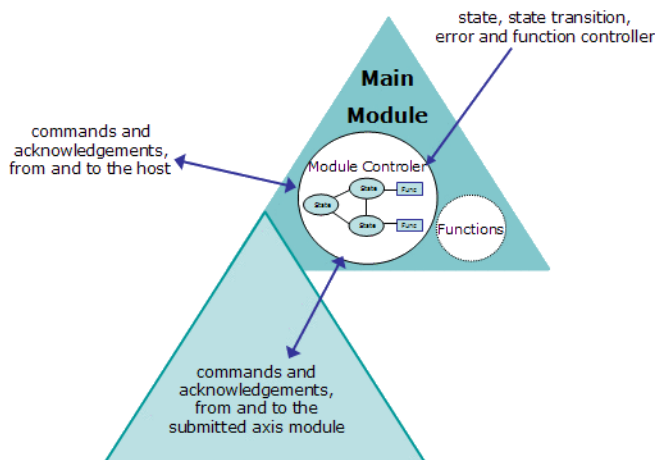 state, state transition,
error and function controller
Main
Module
commands and
acknowledgements,
from and to the host
Module Controler
State
Func
State
State
Func
Functions
commands and
acknowledgements,
from and to the
submitted axis module